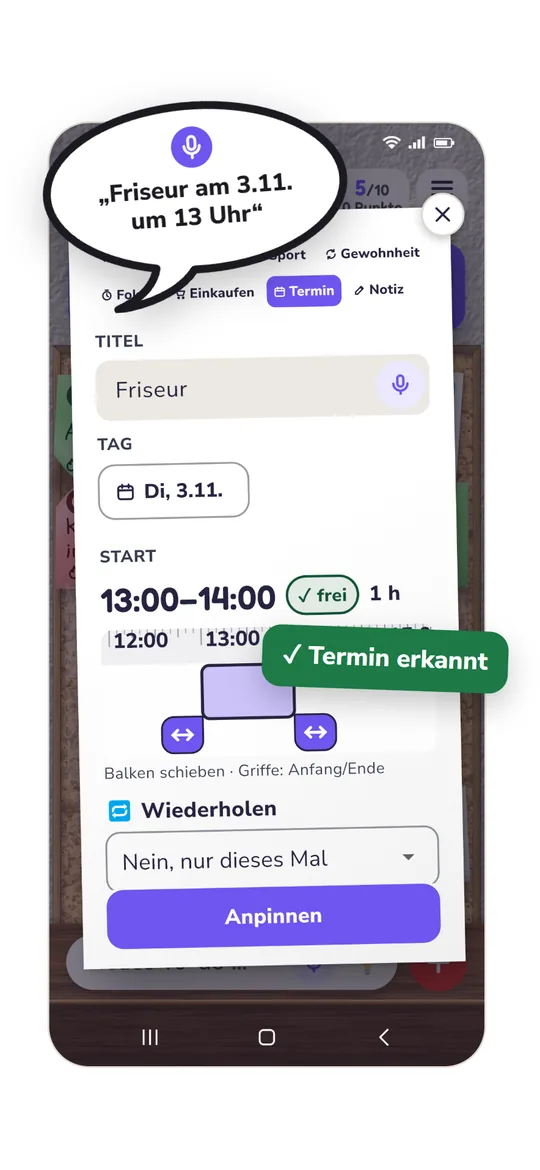 „Friseur am 3.11.
um 13 Uhr“
5/10
Punkte
Gewohnheit
Einkaufen
Termin
Notiz
TITEL
Friseur
TAG
Di, 3.11.
START
13:00–14:00 ✓ frei 1 h
12:00 13:00
✓ Termin erkannt
Balken schieben · Griffe: Anfang/Ende
Wiederholen
Nein, nur dieses Mal
Anpinnen